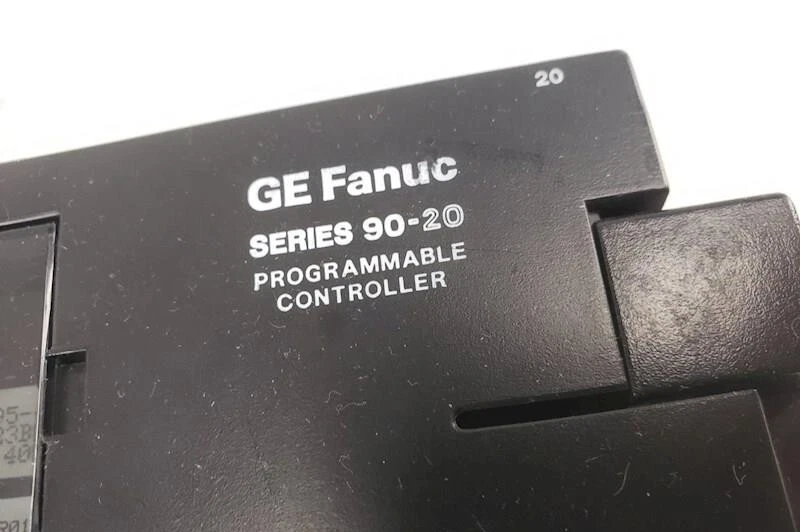 20
GE Fanuc
SERIES 90-20
PROGRAMMABLE
CONTROLLER